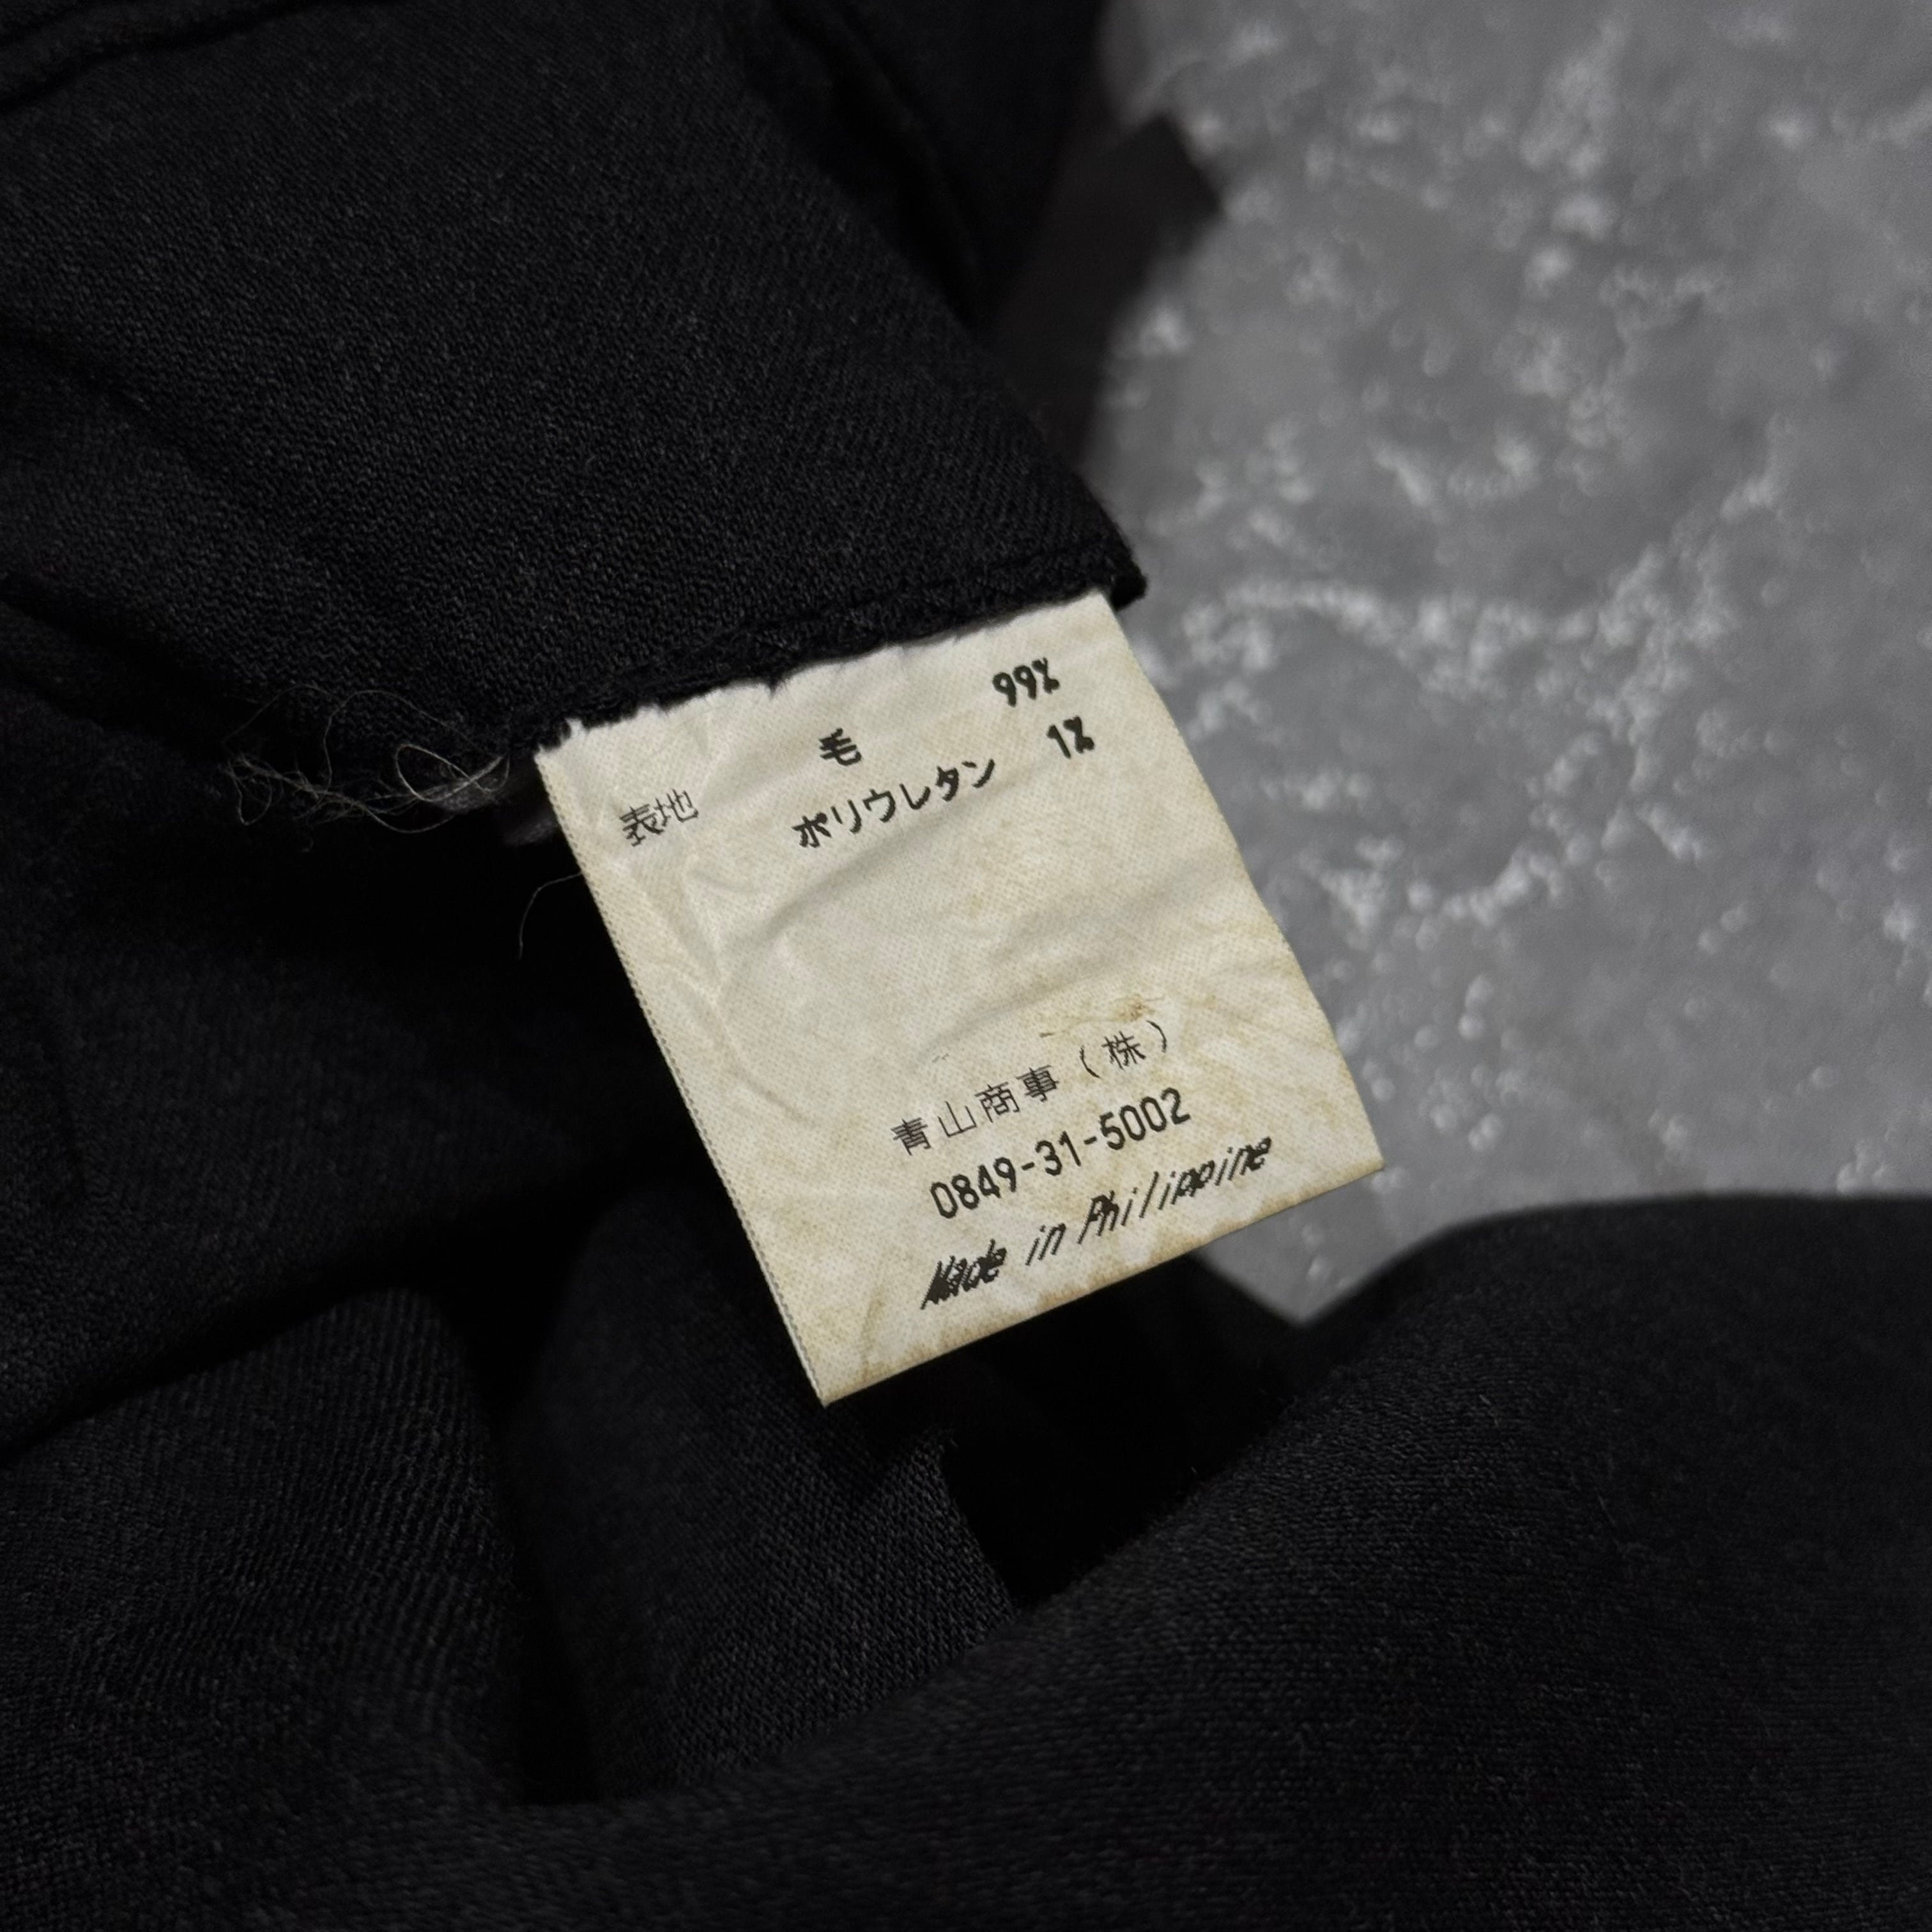 表地 毛 99%
ポリウレタン 1%
青山商事(株)
0849-31-5002
Made in Philippine